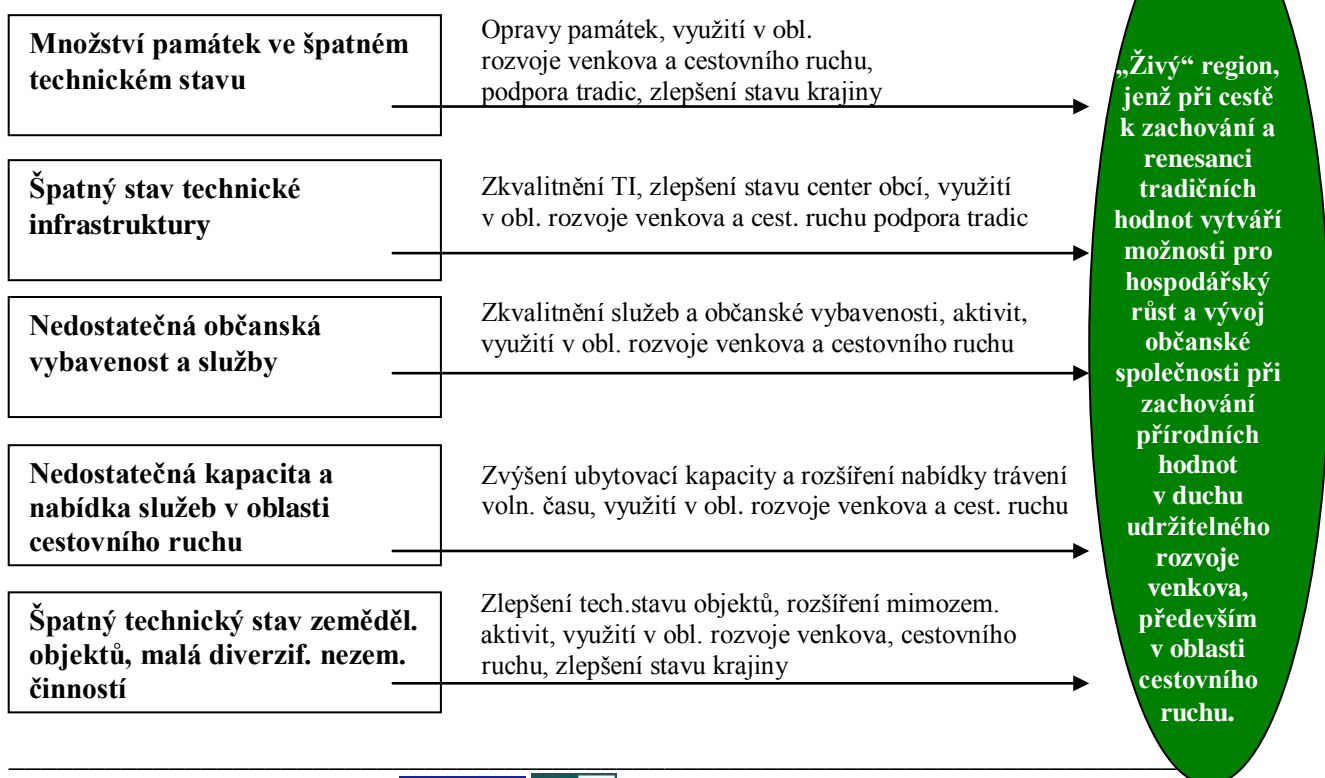 Množství památek ve špatném
technickém stavu
Opravy památek, využití v obl.
rozvoje venkova a cestovního ruchu,
podpora tradic, zlepšení stavu krajiny
Špatný stav technické
infrastruktury
Zkvalitnění TI, zlepšení stavu center obcí, využití
v obl. rozvoje venkova a cest. ruchu podpora tradic
Nedostatečná občanská
vybavenost a služby
Zkvalitnění služeb a občanské vybavenosti, aktivit,
využití v obl. rozvoje venkova a cestovního ruchu
Nedostatečná kapacita a
nabídka služeb v oblasti
cestovního ruchu
Zvýšení ubytovací kapacity a rozšíření nabídky trávení
voln. času, využití v obl. rozvoje venkova a cest. ruchu
Špatný technický stav zeměděl.
objektů, malá diverzif. nezem.
činností
Zlepšení tech.stavu objektů, rozšíření mimozem.
aktivit, využití v obl. rozvoje venkova, cestovního
ruchu, zlepšení stavu krajiny
„Živý“ region,
jenž při cestě
k zachování a
renesanci
tradičních
hodnot vytváří
možnosti pro
hospodářský
růst a vývoj
občanské
společnosti při
zachování
přírodních
hodnot
v duchu
udržitelného
rozvoje
venkova,
především
v oblasti
cestovního
ruchu.